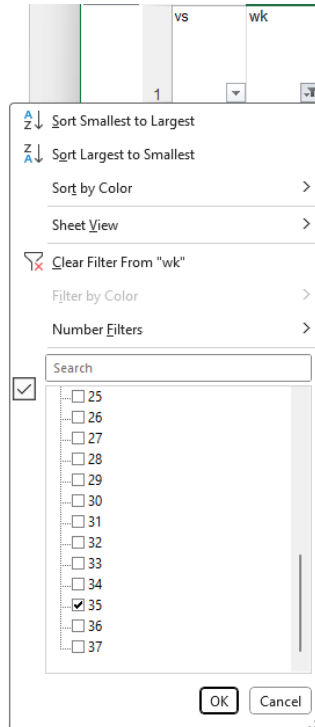 vs wk
1
Sort Smallest to Largest
Sort Largest to Smallest
Sort by Color
Sheet View
Clear Filter From "wk"
Filter by Color
Number Filters
Search
25
26
27
28
29
30
31
32
33
34
35
36
37
OK Cancel